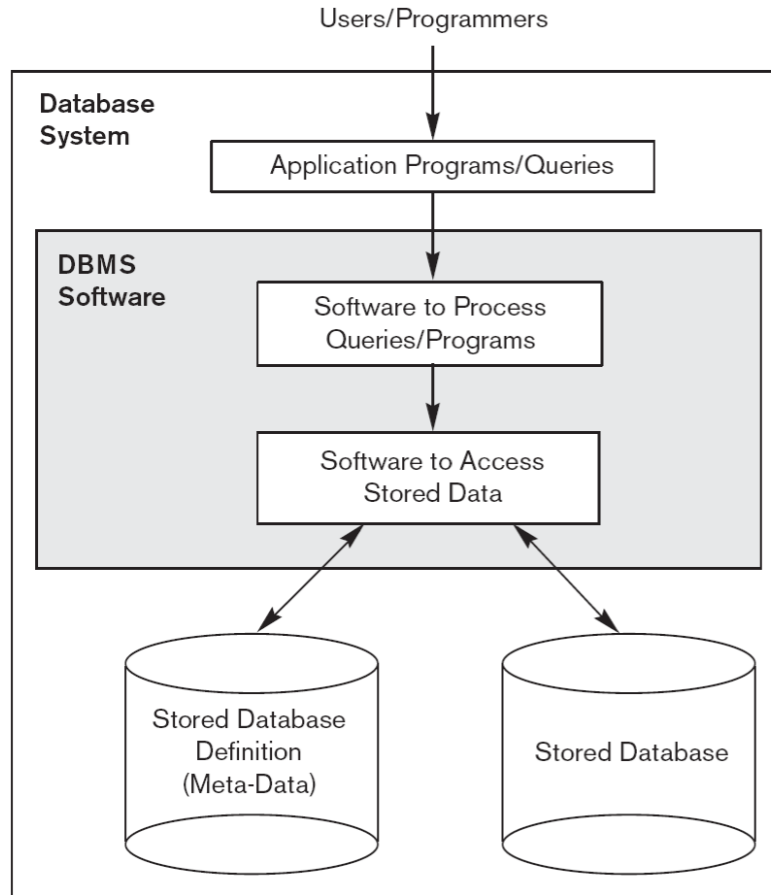 Users/Programmers
Database
System
Application Programs/Queries
DBMS
Software
Software to Process
Queries/Programs
Software to Access
Stored Data
Stored Database
Definition
(Meta-Data)
Stored Database